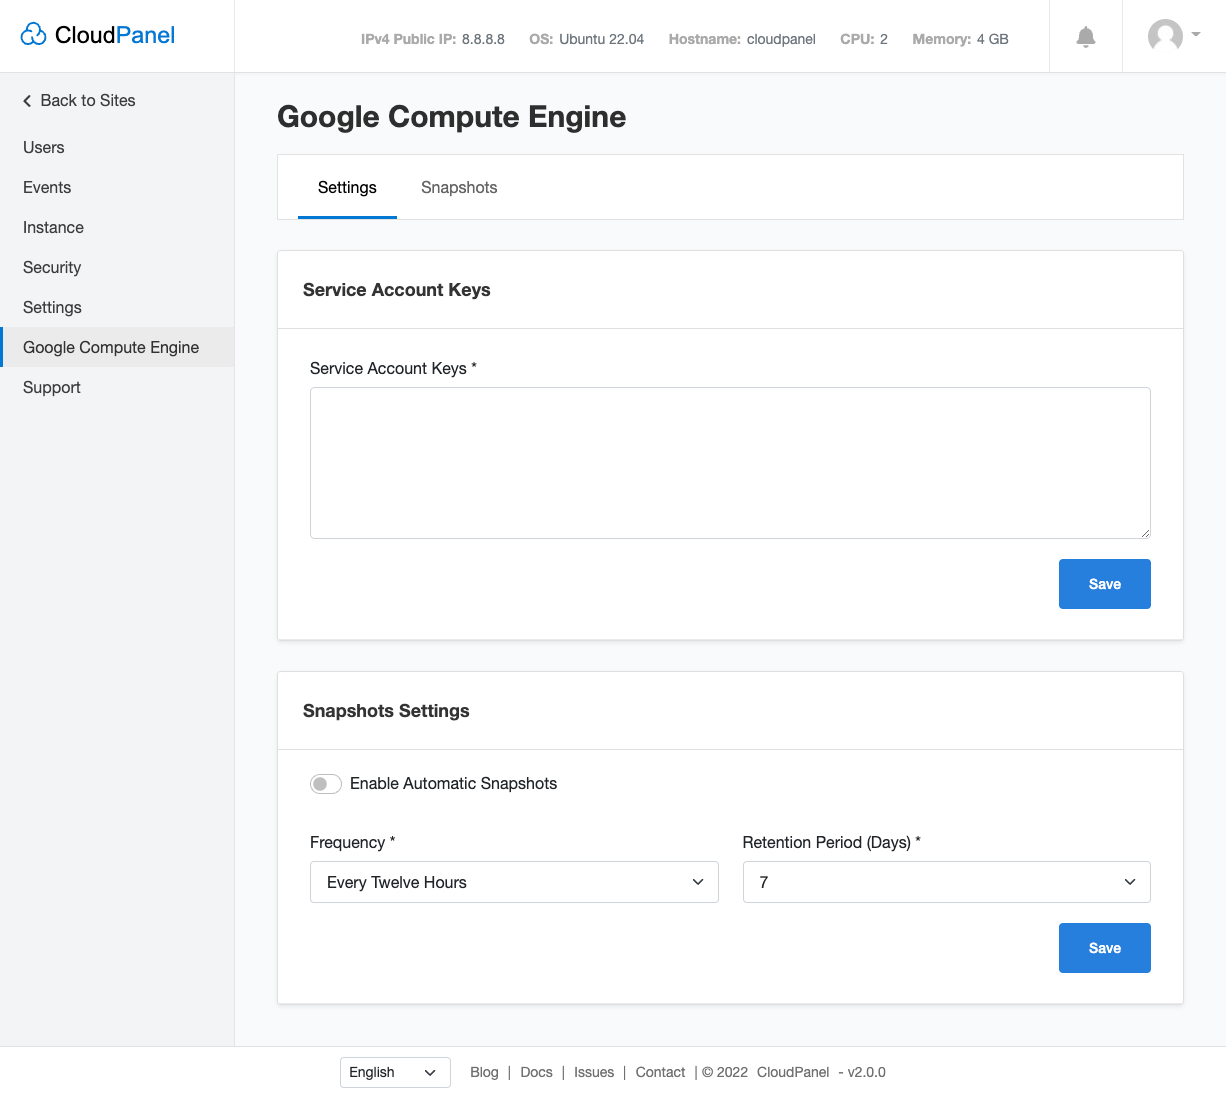 CloudPanel
IPv4 Public IP: 8.8.8.8 OS: Ubuntu 22.04 Hostname: cloudpanel CPU: 2 Memory: 4 GB
Back to Sites
Users
Events
Instance
Security
Settings
Google Compute Engine
Support
Google Compute Engine
Settings Snapshots
Service Account Keys
Service Account Keys *
Save
Snapshots Settings
Enable Automatic Snapshots
Frequency * Retention Period (Days) *
Every Twelve Hours 7
Save
English Blog | Docs | Issues | Contact | © 2022 CloudPanel - v2.0.0